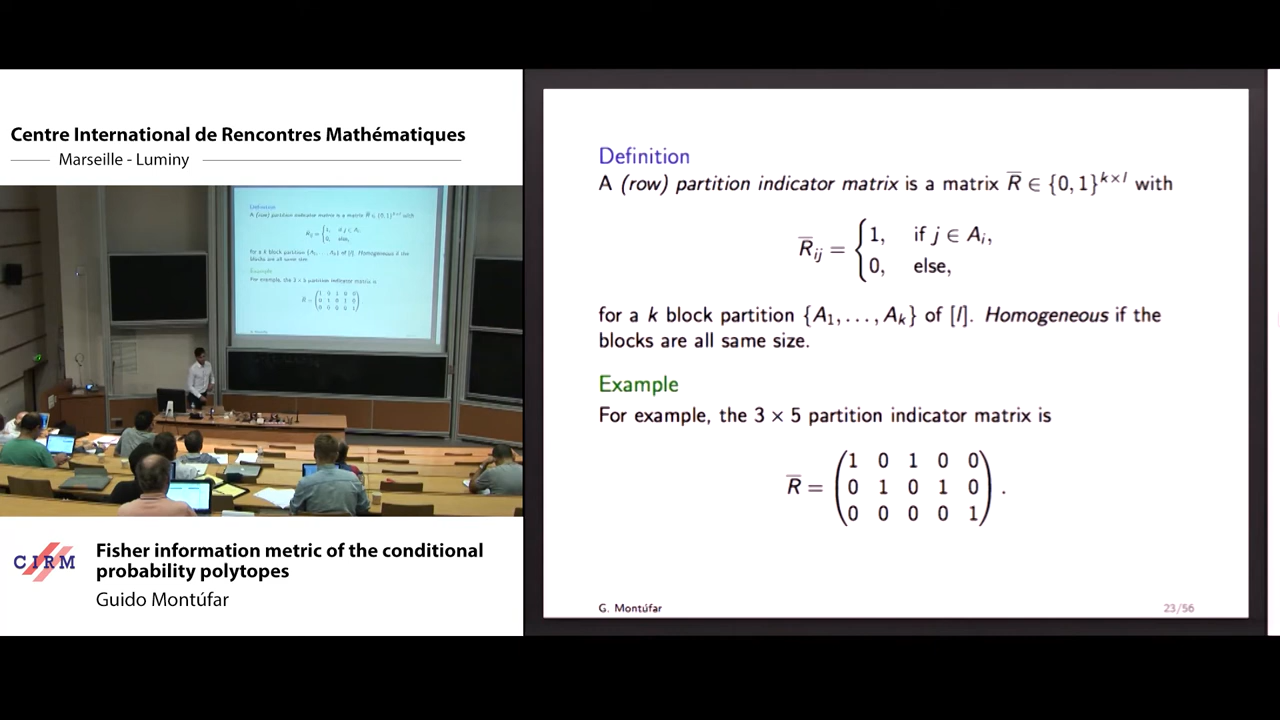 Centre International de Rencontres Mathématiques
Marseille - Luminy
CIRM
Fisher information metric of the conditional
probability polytopes
Guido Montúfar
Definition
A (row) partition indicator matrix is a matrix R̅ ∈ {0, 1}^{k×l} with
R̅_{ij} = { 1, if j ∈ A_i,
0, else,
for a k block partition {A_1, . . . , A_k} of [l]. Homogeneous if the
blocks are all same size.
Example
For example, the 3 × 5 partition indicator matrix is
R̅ = ( 1 0 1 0 0
0 1 0 1 0
0 0 0 0 1 ) .
G. Montúfar
23/56